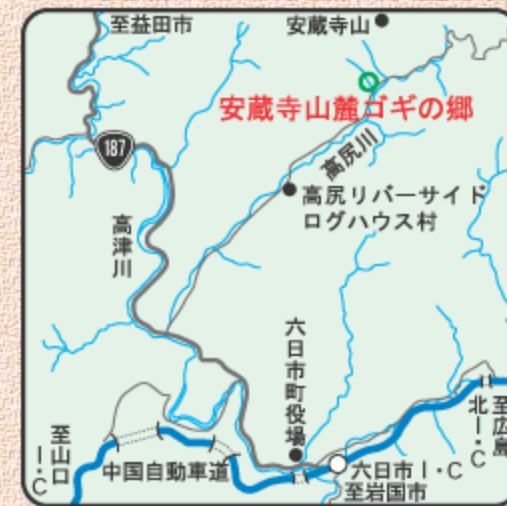 至益田市
安蔵寺山
安蔵寺山麓ゴギの郷
187
高尻川
高尻リバーサイド
ログハウス村
高津川
六日市町役場
至広島
北I・C
至山口
I・C
中国自動車道
六日市I・C
至岩国市